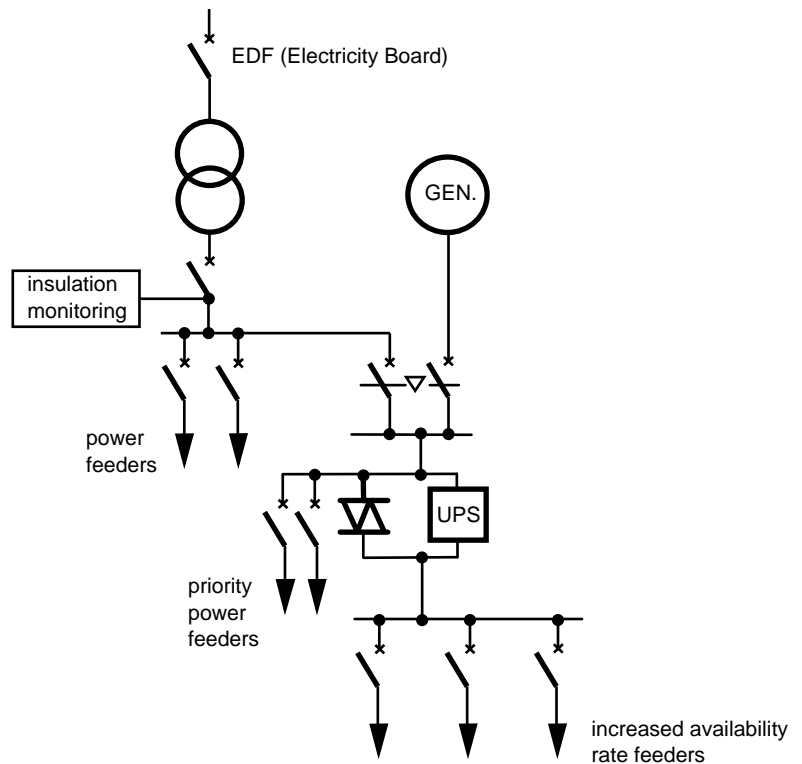 EDF (Electricity Board)
GEN.
insulation
monitoring
power
feeders
UPS
priority
power
feeders
increased availability
rate feeders